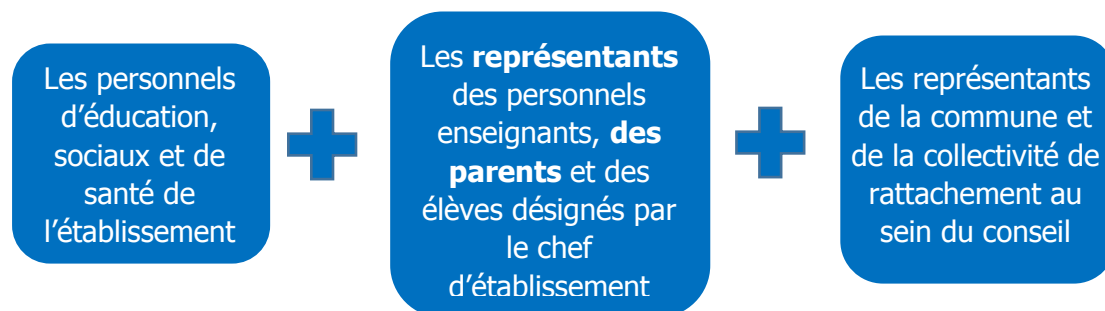 Les personnels
d’éducation,
sociaux et de
santé de
l’établissement
Les représentants
des personnels
enseignants, des
parents et des
élèves désignés par
le chef
d’établissement
Les représentants
de la commune et
de la collectivité de
rattachement au
sein du conseil